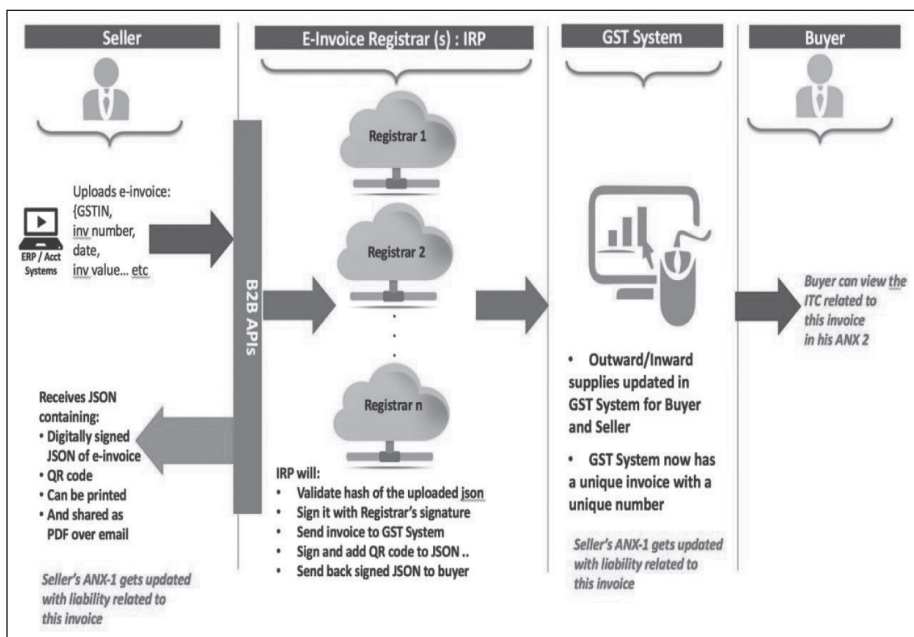 Seller
E-Invoice Registrar (s) : IRP
GST System
Buyer
Uploads e-invoice:
{GSTIN,
inv number,
date,
inv value... etc
ERP / Acct
Systems
B2B APIs
Registrar 1
Registrar 2
Registrar n
Receives JSON
containing:
• Digitally signed
JSON of e-invoice
• QR code
• Can be printed
• And shared as
PDF over email
Seller's ANX-1 gets updated
with liability related to
this invoice
IRP will:
• Validate hash of the uploaded json
• Sign it with Registrar's signature
• Send invoice to GST System
• Sign and add QR code to JSON ..
• Send back signed JSON to buyer
• Outward/Inward
supplies updated in
GST System for Buyer
and Seller
• GST System now has
a unique invoice with a
unique number
Seller's ANX-1 gets updated
with liability related to
this invoice
Buyer can view the
ITC related to
this invoice
in his ANX 2